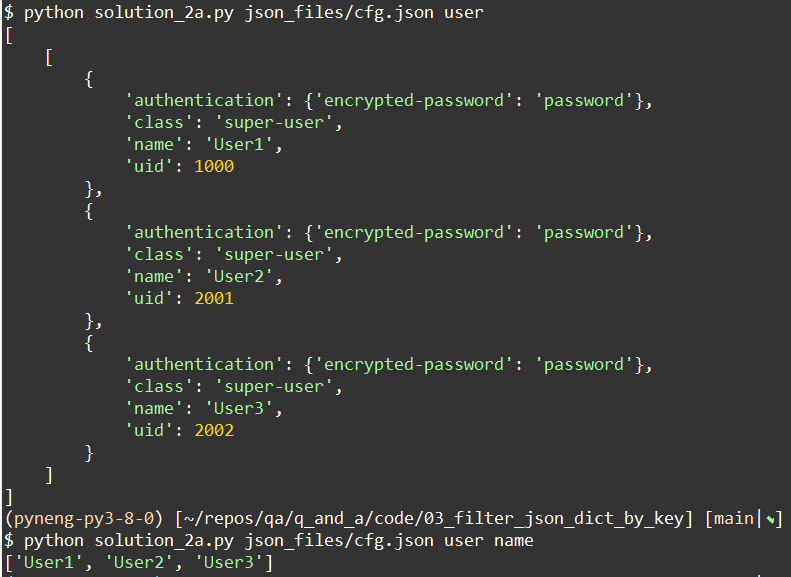 $ python solution_2a.py json_files/cfg.json user
[
    [
        {
            'authentication': {'encrypted-password': 'password'},
            'class': 'super-user',
            'name': 'User1',
            'uid': 1000
        },
        {
            'authentication': {'encrypted-password': 'password'},
            'class': 'super-user',
            'name': 'User2',
            'uid': 2001
        },
        {
            'authentication': {'encrypted-password': 'password'},
            'class': 'super-user',
            'name': 'User3',
            'uid': 2002
        }
    ]
]
(pyneng-py3-8-0) [~/repos/qa/q_and_a/code/03_filter_json_dict_by_key] [main|✔]
$ python solution_2a.py json_files/cfg.json user name
['User1', 'User2', 'User3']